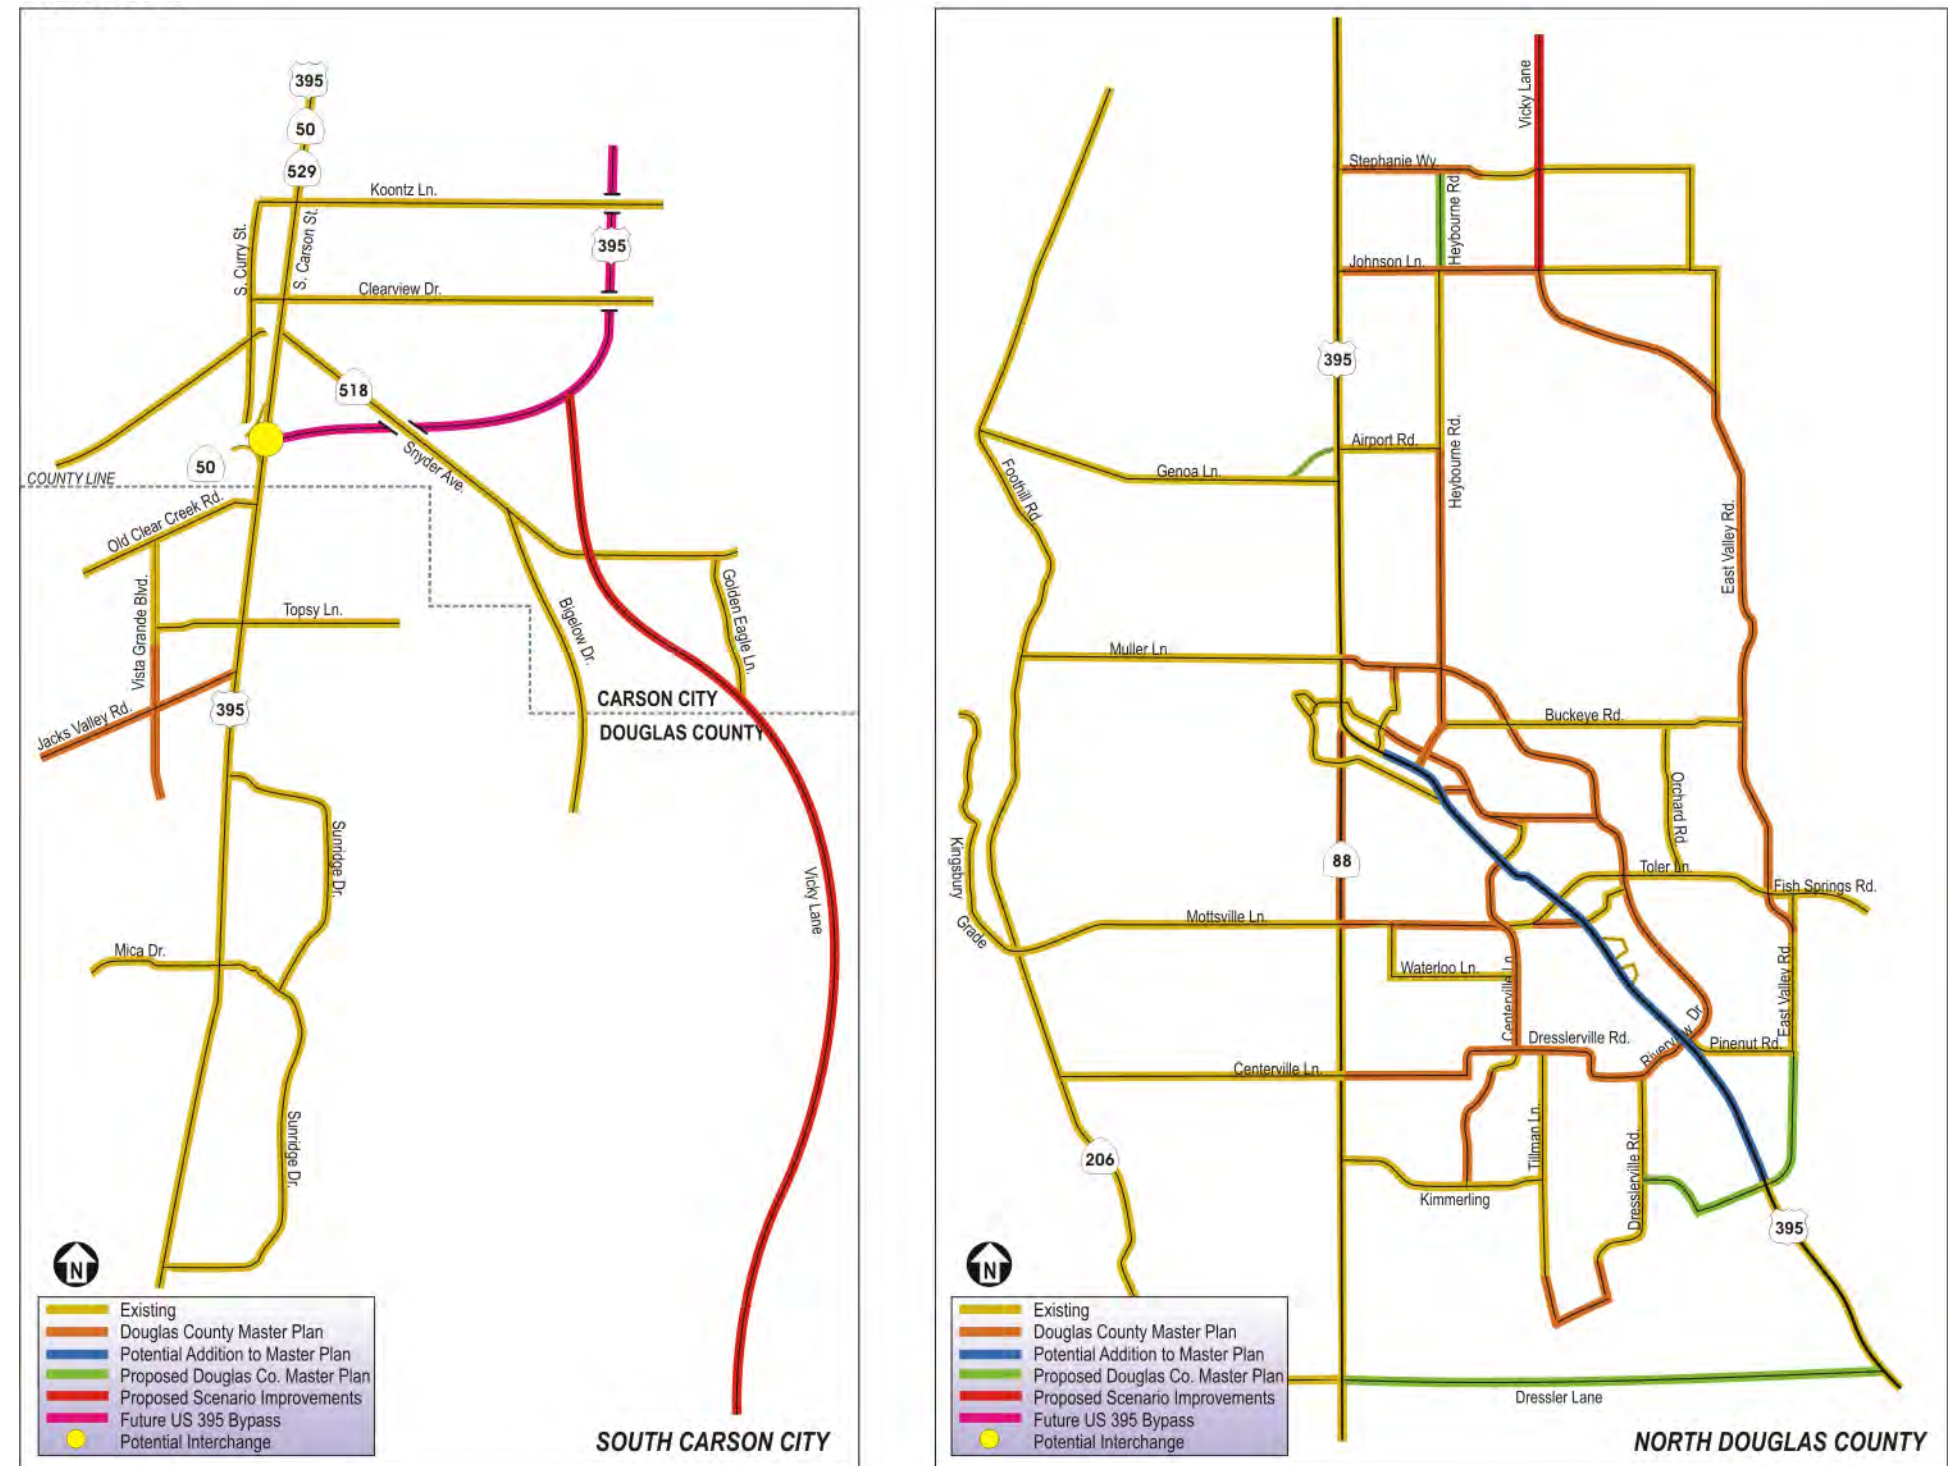 395
50
529
Koontz Ln.
S. Curry St.
S. Carson St.
395
Clearview Dr.
518
Snyder Ave.
50
COUNTY LINE
Old Clear Creek Rd.
Vista Grande Blvd.
Topsy Ln.
Bigelow Dr.
Golden Eagle Ln.
Jacks Valley Rd.
395
CARSON CITY
DOUGLAS COUNTY
Sunridge Dr.
Vicky Lane
Mica Dr.
Sunridge Dr.
N
Existing
Douglas County Master Plan
Potential Addition to Master Plan
Proposed Douglas Co. Master Plan
Proposed Scenario Improvements
Future US 395 Bypass
Potential Interchange
SOUTH CARSON CITY
Vicky Lane
Stephanie Wy.
Heybourne Rd.
Johnson Ln.
395
Airport Rd.
Heybourne Rd.
Genoa Ln.
Foothill Rd.
East Valley Rd.
Muller Ln.
Buckeye Rd.
Orchard Rd
Kingsbury
Grade
88
Toler Ln.
Fish Springs Rd.
Mottsville Ln.
Waterloo Ln.
Centerville Ln.
East Valley Rd.
Dresslerville Rd.
Riverview Dr.
Pinenut Rd.
Centerville Ln.
206
Tillman Ln.
Dresslerville Rd.
Kimmerling
395
N
Existing
Douglas County Master Plan
Potential Addition to Master Plan
Proposed Douglas Co. Master Plan
Proposed Scenario Improvements
Future US 395 Bypass
Potential Interchange
Dressler Lane
NORTH DOUGLAS COUNTY